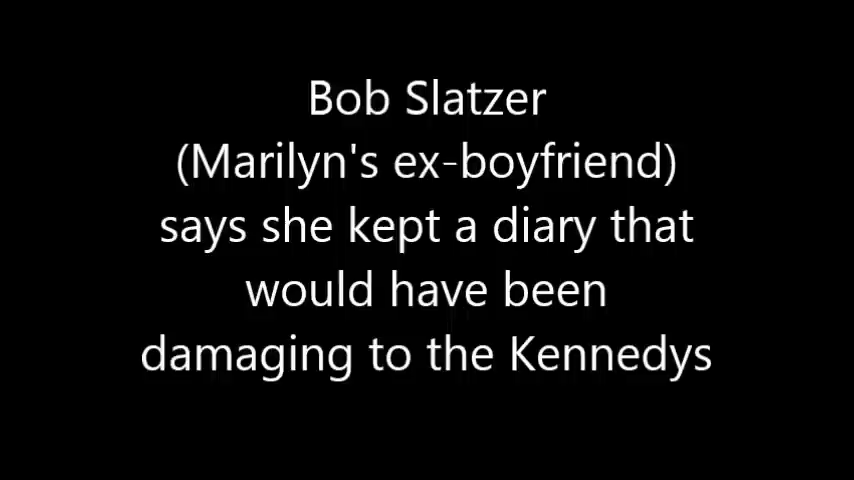 Bob Slatzer
(Marilyn's ex-boyfriend)
says she kept a diary that
would have been
damaging to the Kennedys